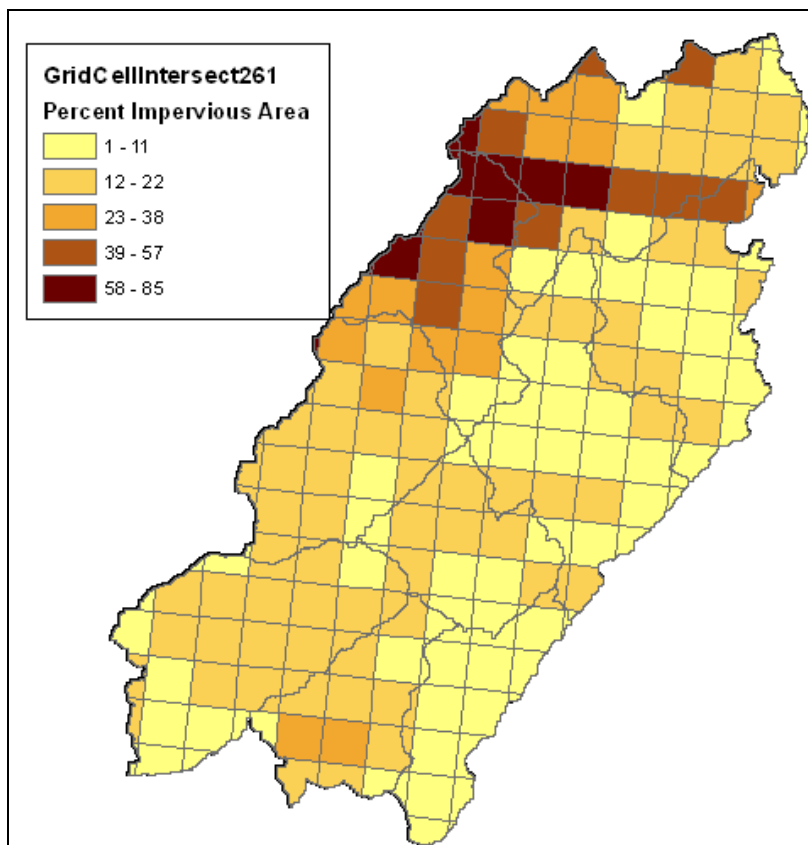 GridCellIntersect261
Percent Impervious Area
1 - 11
12 - 22
23 - 38
39 - 57
58 - 85